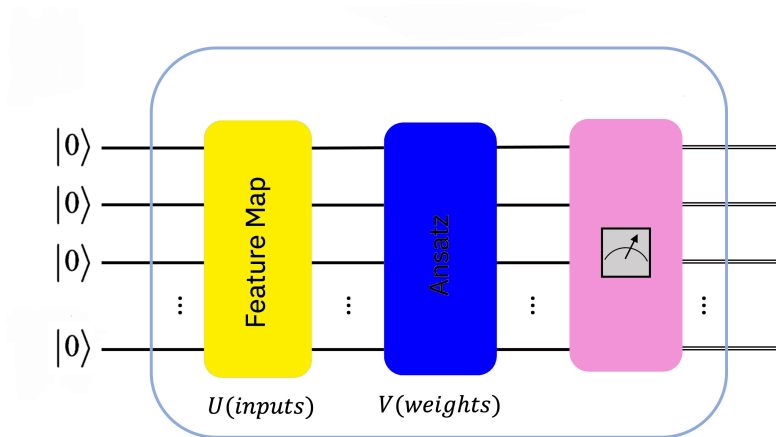 |0⟩
|0⟩
|0⟩
|0⟩
Feature Map
Ansatz
U(inputs)
V(weights)